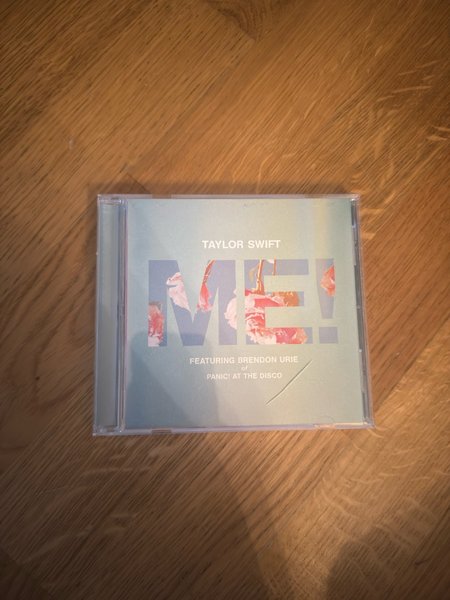 TAYLOR SWIFT
ME!
FEATURING BRENDON URIE
of
PANIC! AT THE DISCO